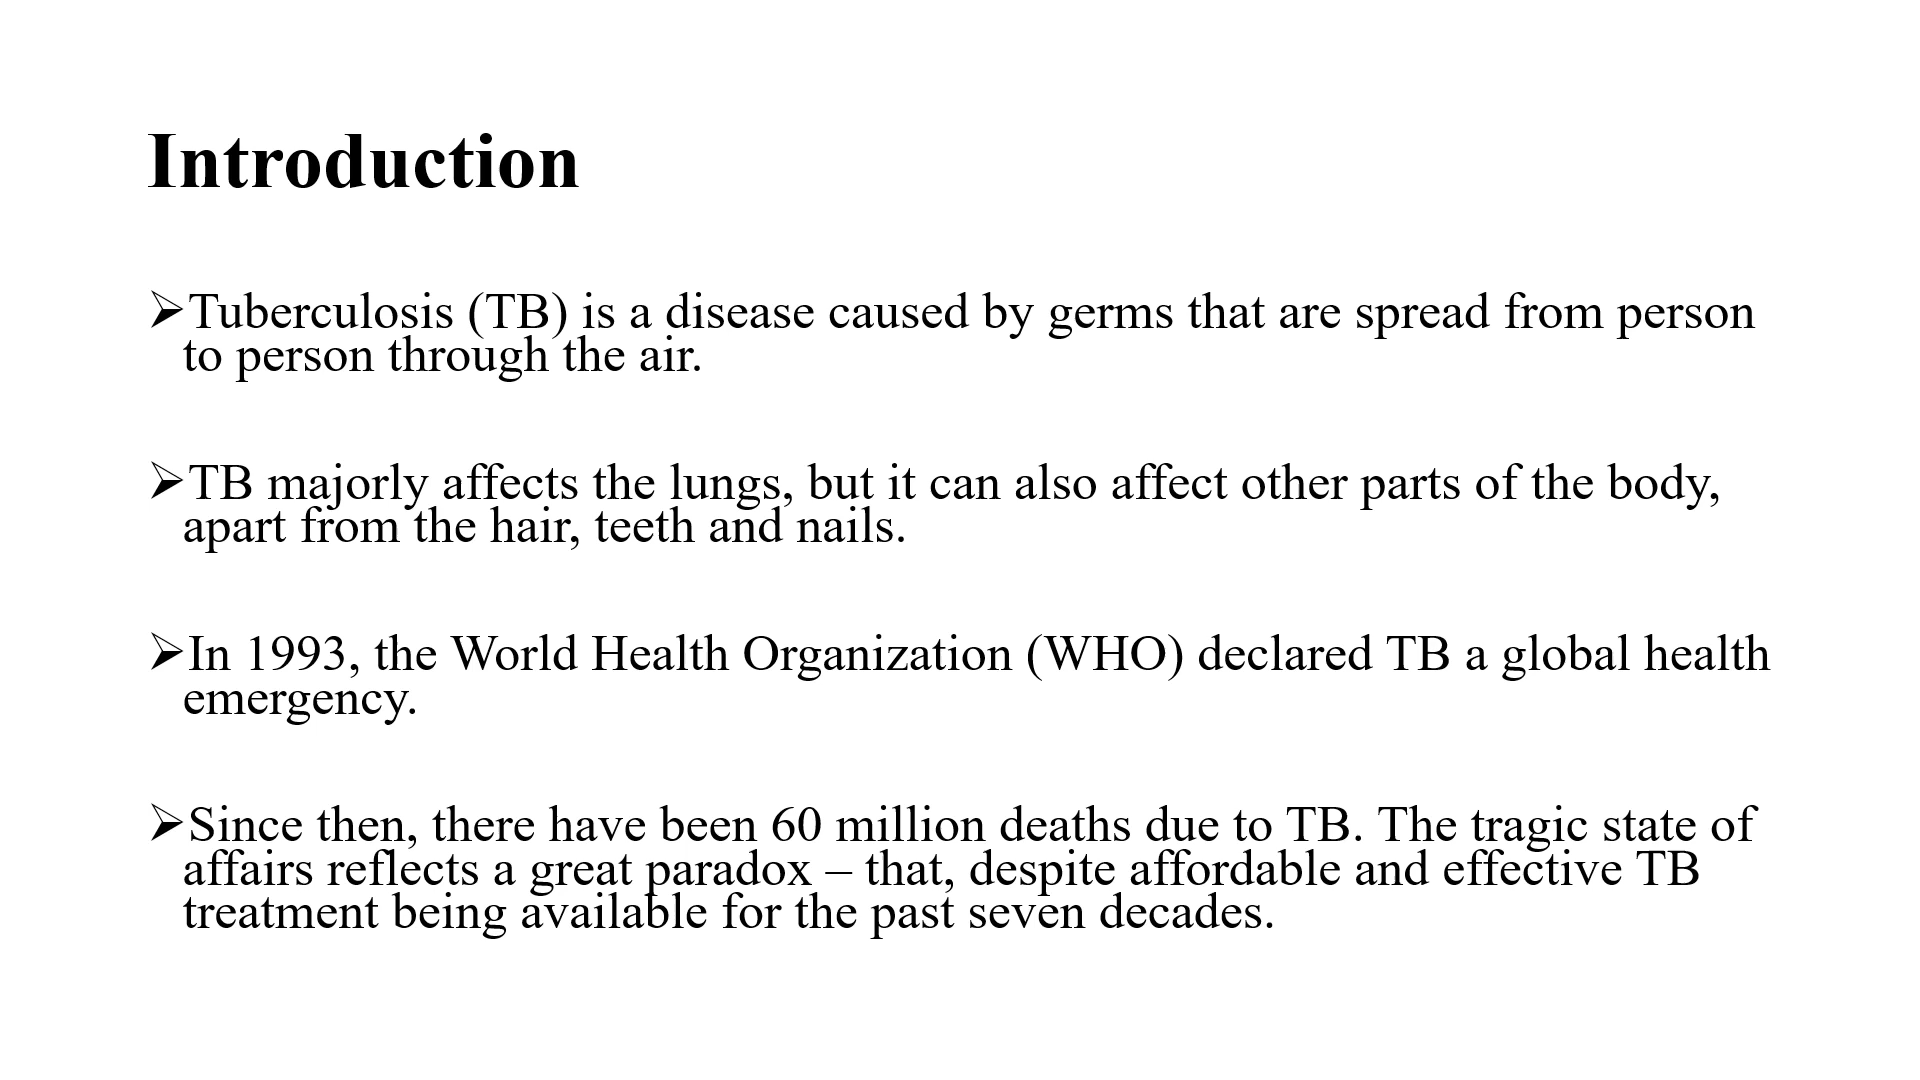 Introduction
➢Tuberculosis (TB) is a disease caused by germs that are spread from person
to person through the air.
➢TB majorly affects the lungs, but it can also affect other parts of the body,
apart from the hair, teeth and nails.
➢In 1993, the World Health Organization (WHO) declared TB a global health
emergency.
➢Since then, there have been 60 million deaths due to TB. The tragic state of
affairs reflects a great paradox – that, despite affordable and effective TB
treatment being available for the past seven decades.